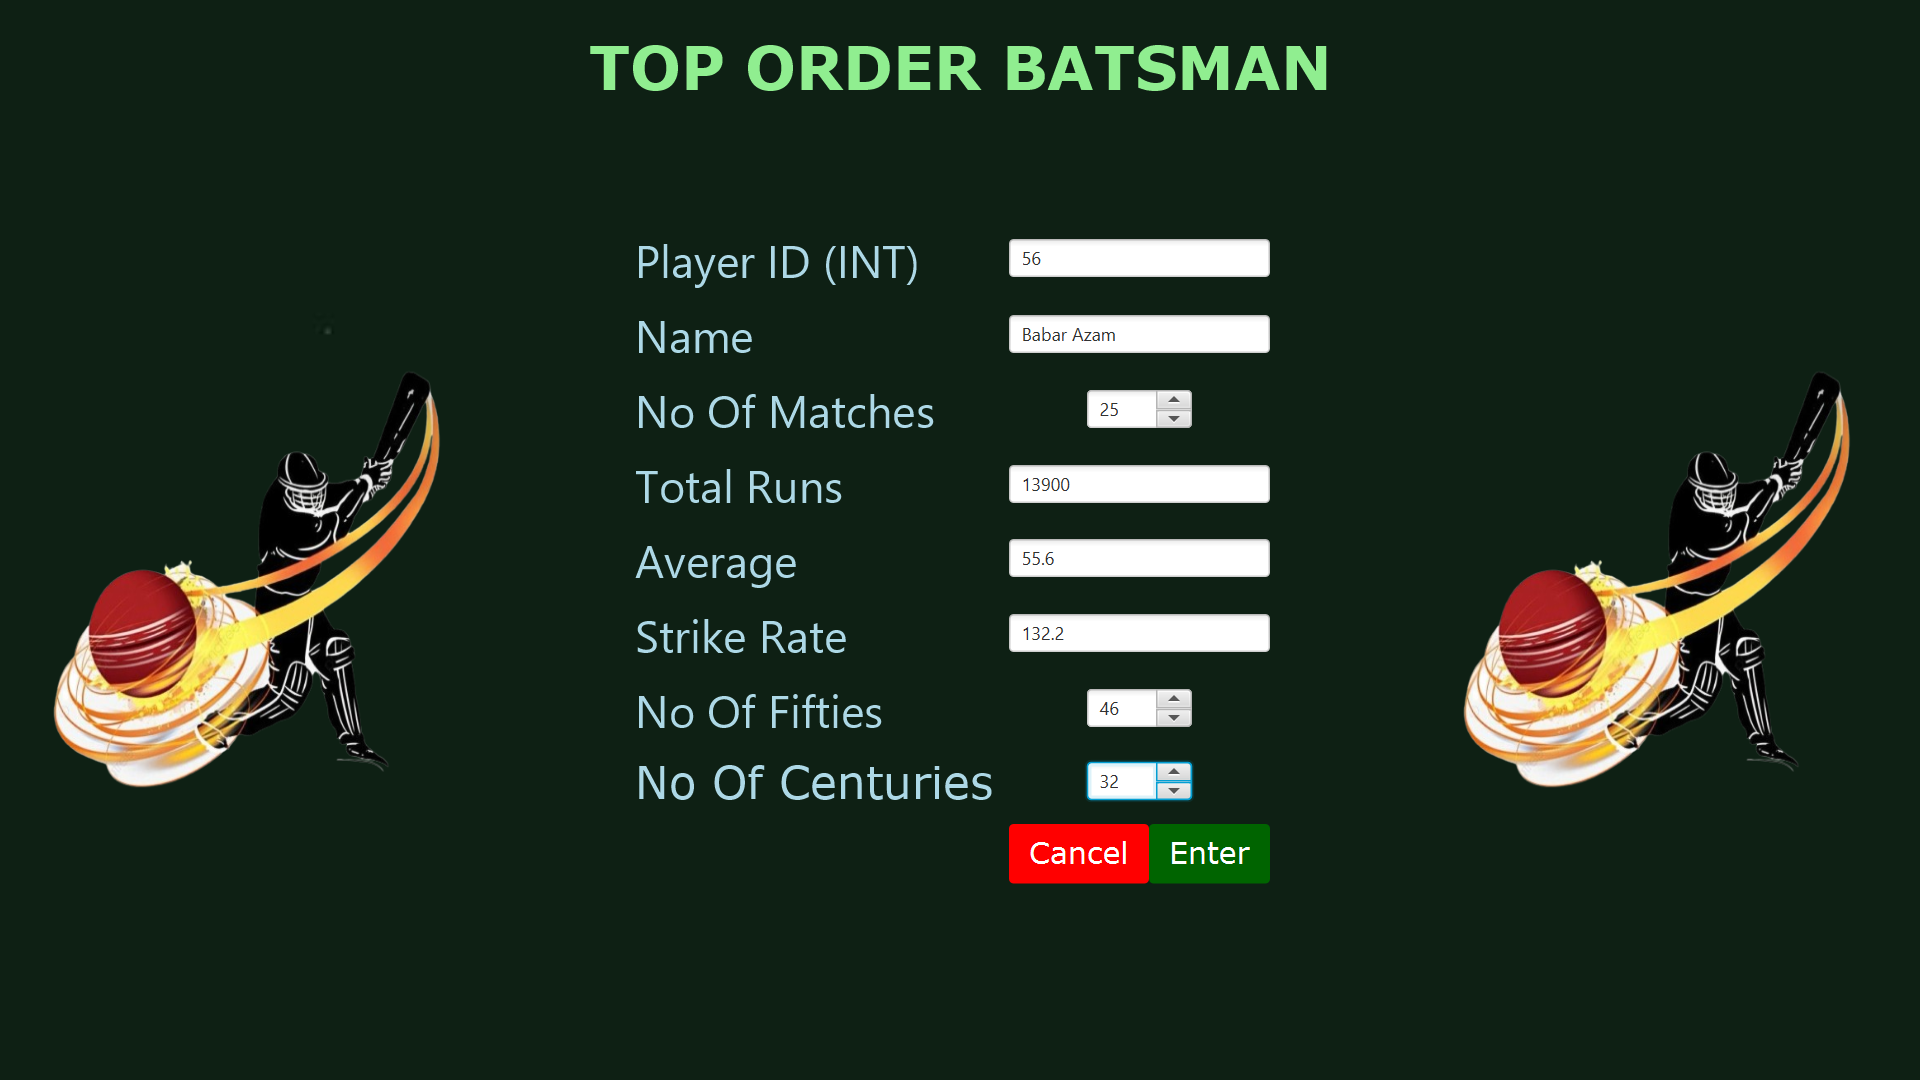 TOP ORDER BATSMAN
Player ID (INT) 56
Name Babar Azam
No Of Matches 25
Total Runs 13900
Average 55.6
Strike Rate 132.2
No Of Fifties 46
No Of Centuries 32
Cancel Enter